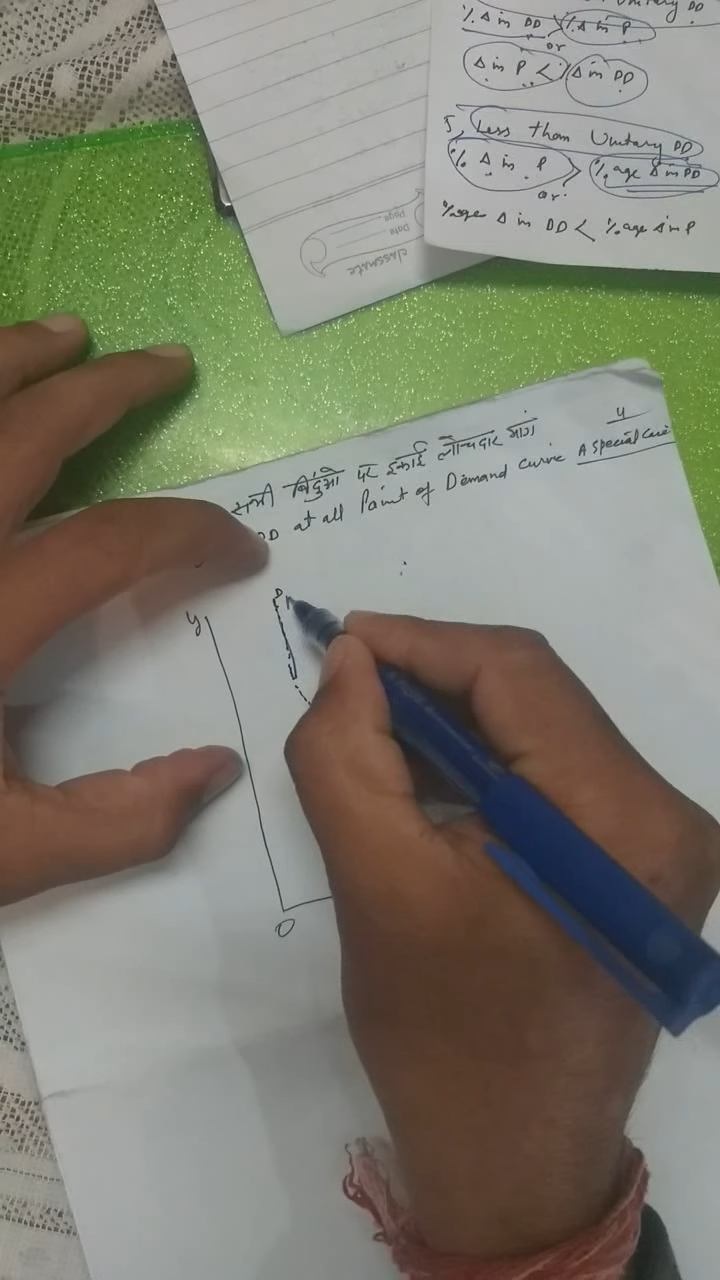 Unitary DD
% Δ in DD % Δ in P
or
Δ in P < Δ in DD
5, Less than Unitary DD
% Δ in P > % age Δ in DD
or
% age Δ in DD < % age Δ in P
classmate
Date
Page
4
सभी बिंदुओ पर इकाई लोचदार मांग
DD at all Point of Demand curve A special Curve
y
O